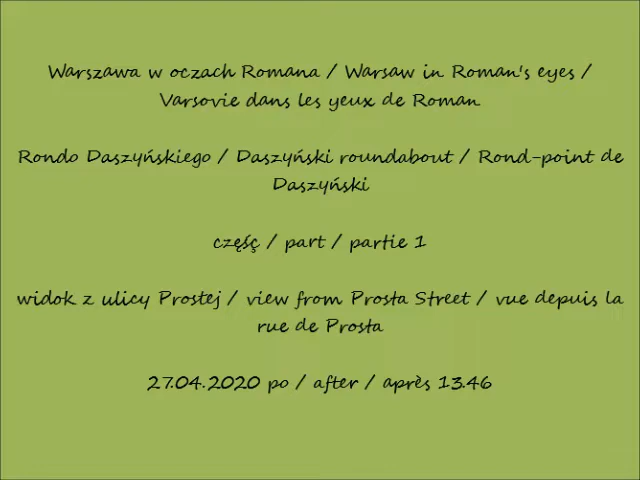 Warszawa w oczach Romana / Warsaw in Roman's eyes /
Varsovie dans les yeux de Roman
Rondo Daszyńskiego / Daszyński roundabout / Rond-point de
Daszyński
częśç / part / partie 1
widok z ulicy Prostej / view from Prosta Street / vue depuis la
rue de Prosta
27.04.2020 po / after / après 13.46